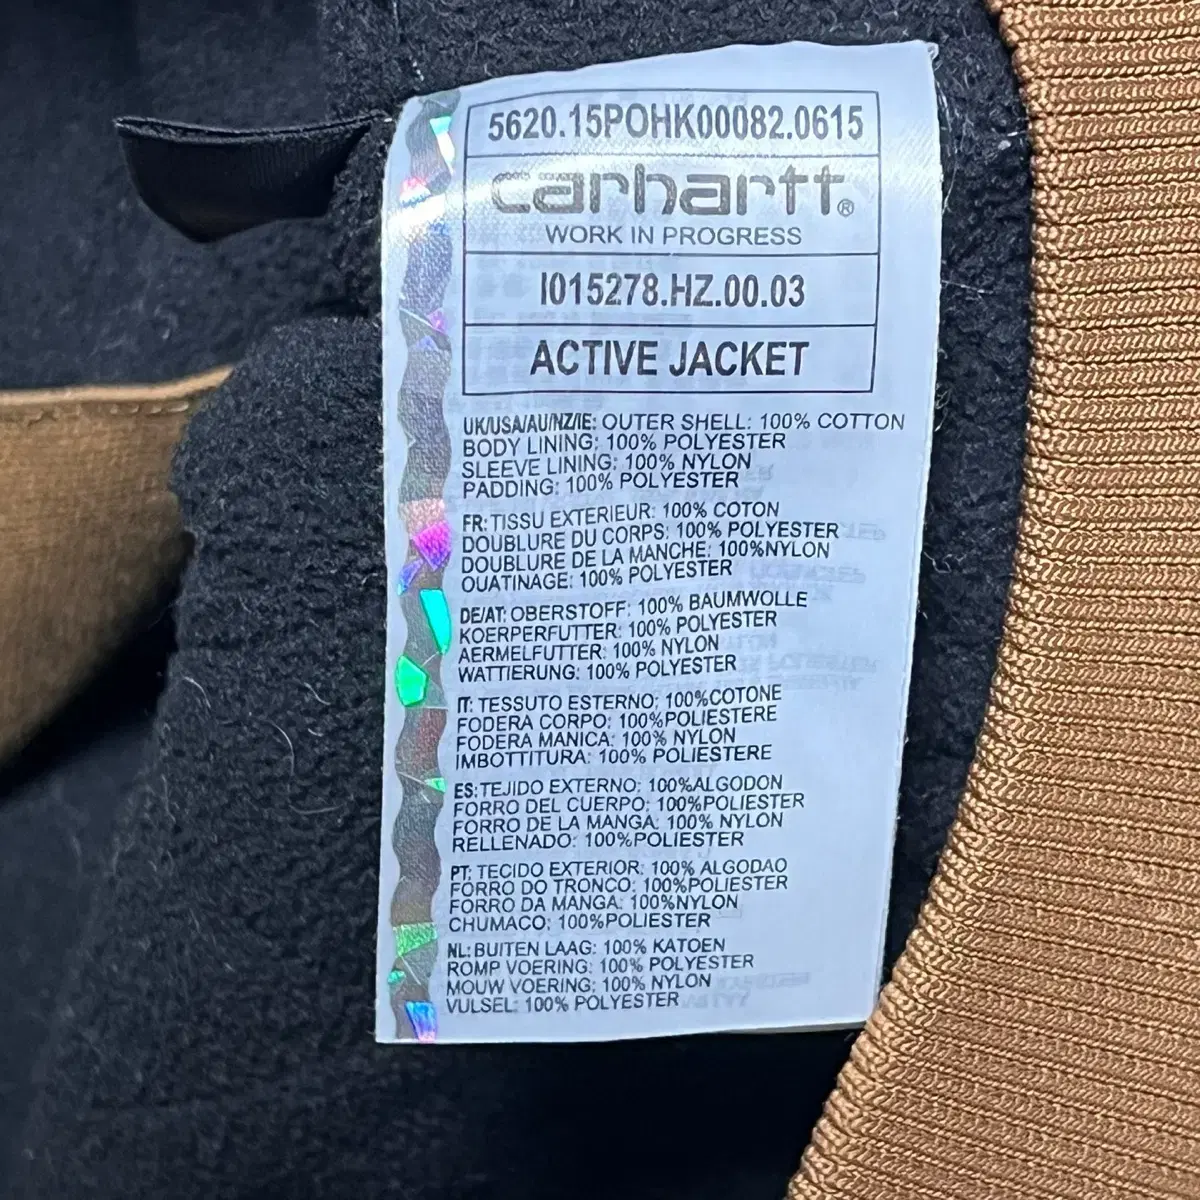 5620.15POHK00082.0615
carhartt®
WORK IN PROGRESS
I015278.HZ.00.03
ACTIVE JACKET
UK/USA/AU/NZ/IE: OUTER SHELL: 100% COTTON
BODY LINING: 100% POLYESTER
SLEEVE LINING: 100% NYLON
PADDING: 100% POLYESTER
FR: TISSU EXTERIEUR: 100% COTON
DOUBLURE DU CORPS: 100% POLYESTER
DOUBLURE DE LA MANCHE: 100%NYLON
OUATINAGE: 100% POLYESTER
DE/AT: OBERSTOFF: 100% BAUMWOLLE
KOERPERFUTTER: 100% POLYESTER
AERMELFUTTER: 100% NYLON
WATTIERUNG: 100% POLYESTER
IT: TESSUTO ESTERNO: 100%COTONE
FODERA CORPO: 100%POLIESTERE
FODERA MANICA: 100% NYLON
IMBOTTITURA: 100% POLIESTERE
ES: TEJIDO EXTERNO: 100%ALGODON
FORRO DEL CUERPO: 100%POLIESTER
FORRO DE LA MANGA: 100% NYLON
RELLENADO: 100%POLIESTER
PT: TECIDO EXTERIOR: 100% ALGODAO
FORRO DO TRONCO: 100%POLIESTER
FORRO DA MANGA: 100%NYLON
CHUMACO: 100%POLIESTER
NL: BUITEN LAAG: 100% KATOEN
ROMP VOERING: 100% POLYESTER
MOUW VOERING: 100% NYLON
VULSEL: 100% POLYESTER